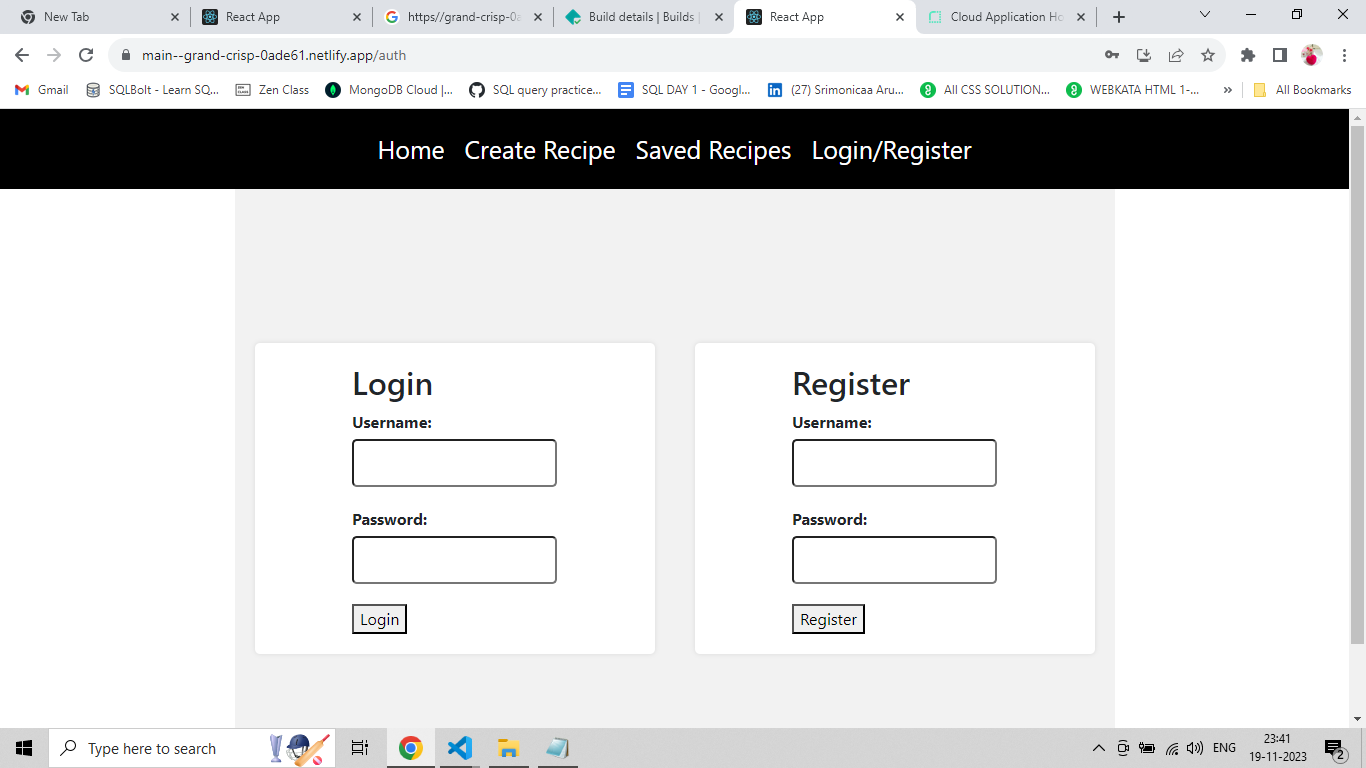 New Tab
React App
https//grand-crisp-0a
Build details | Builds |
React App
Cloud Application Ho
main--grand-crisp-0ade61.netlify.app/auth
Gmail
SQLBolt - Learn SQ...
Zen Class
MongoDB Cloud |...
SQL query practice...
SQL DAY 1 - Googl...
(27) Srimonicaa Aru...
All CSS SOLUTION...
WEBKATA HTML 1-...
»
All Bookmarks
Home Create Recipe Saved Recipes Login/Register
Login
Username:
Password:
Login
Register
Username:
Password:
Register
Type here to search
ENG
23:41
19-11-2023
2